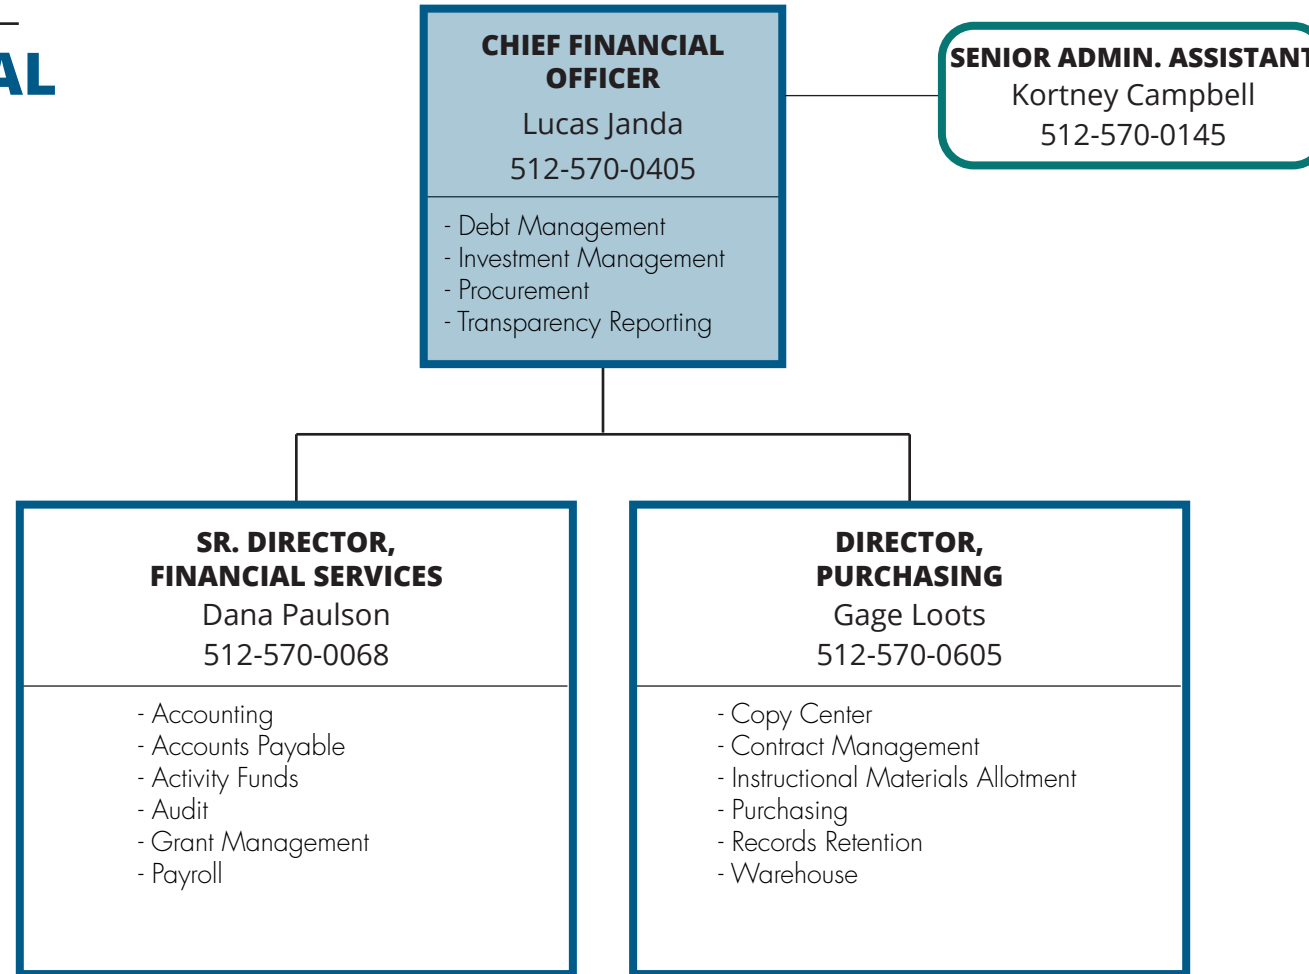 AL
CHIEF FINANCIAL
OFFICER
Lucas Janda
512-570-0405
- Debt Management
- Investment Management
- Procurement
- Transparency Reporting
SENIOR ADMIN. ASSISTANT
Kortney Campbell
512-570-0145
SR. DIRECTOR,
FINANCIAL SERVICES
Dana Paulson
512-570-0068
- Accounting
- Accounts Payable
- Activity Funds
- Audit
- Grant Management
- Payroll
DIRECTOR,
PURCHASING
Gage Loots
512-570-0605
- Copy Center
- Contract Management
- Instructional Materials Allotment
- Purchasing
- Records Retention
- Warehouse